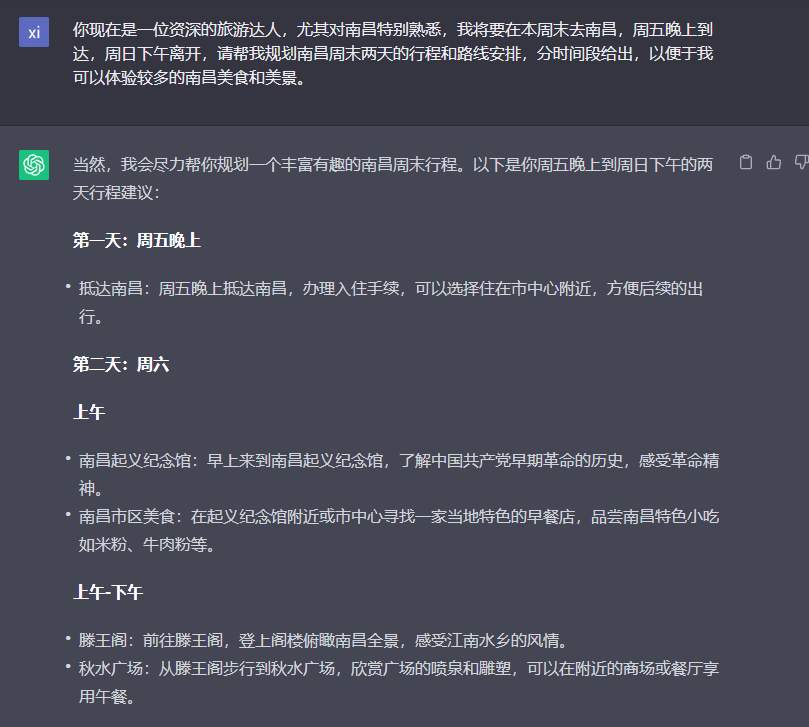 xi
你现在是一位资深的旅游达人，尤其对南昌特别熟悉，我将要在本周末去南昌，周五晚上到
达，周日下午离开，请帮我规划南昌周末两天的行程和路线安排，分时间段给出，以便于我
可以体验较多的南昌美食和美景。
当然，我会尽力帮你规划一个丰富有趣的南昌周末行程。以下是你周五晚上到周日下午的两
天行程建议：
第一天：周五晚上
• 抵达南昌：周五晚上抵达南昌，办理入住手续，可以选择住在市中心附近，方便后续的出
行。
第二天：周六
上午
• 南昌起义纪念馆：早上来到南昌起义纪念馆，了解中国共产党早期革命的历史，感受革命精
神。
• 南昌市区美食：在起义纪念馆附近或市中心寻找一家当地特色的早餐店，品尝南昌特色小吃
如米粉、牛肉粉等。
上午-下午
• 滕王阁：前往滕王阁，登上阁楼俯瞰南昌全景，感受江南水乡的风情。
• 秋水广场：从滕王阁步行到秋水广场，欣赏广场的喷泉和雕塑，可以在附近的商场或餐厅享
用午餐。